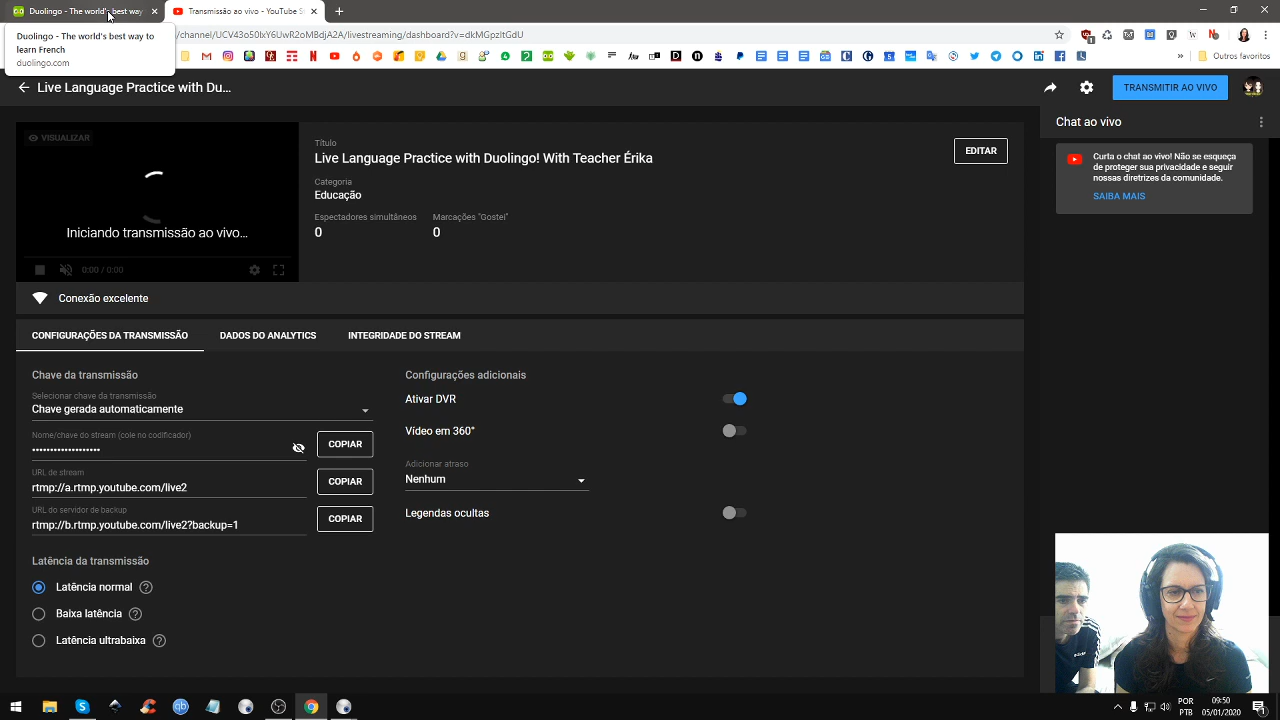 Duolingo - The world's best way
Transmissão ao vivo - YouTube S
Duolingo - The world's best way to
learn French
duolingo.com
/channel/UCV43o50lxY6UwR2oMBdjA2A/livestreaming/dashboard?v=dkMGpzItGdU
Outros favoritos
Live Language Practice with Du...
TRANSMITIR AO VIVO
VISUALIZAR
Iniciando transmissão ao vivo...
0:00 / 0:00
Título
Live Language Practice with Duolingo! With Teacher Érika
EDITAR
Categoria
Educação
Espectadores simultâneos
Marcações "Gostei"
0
0
Chat ao vivo
Curta o chat ao vivo! Não se esqueça
de proteger sua privacidade e seguir
nossas diretrizes da comunidade.
SAIBA MAIS
Conexão excelente
CONFIGURAÇÕES DA TRANSMISSÃO
DADOS DO ANALYTICS
INTEGRIDADE DO STREAM
Chave da transmissão
Selecionar chave da transmissão
Chave gerada automaticamente
Nome/chave do stream (cole no codificador)
••••••••••••••••••
COPIAR
URL de stream
rtmp://a.rtmp.youtube.com/live2
COPIAR
URL do servidor de backup
rtmp://b.rtmp.youtube.com/live2?backup=1
COPIAR
Latência da transmissão
Latência normal
Baixa latência
Latência ultrabaixa
Configurações adicionais
Ativar DVR
Vídeo em 360°
Adicionar atraso
Nenhum
Legendas ocultas
POR
PTB
09:50
05/01/2020